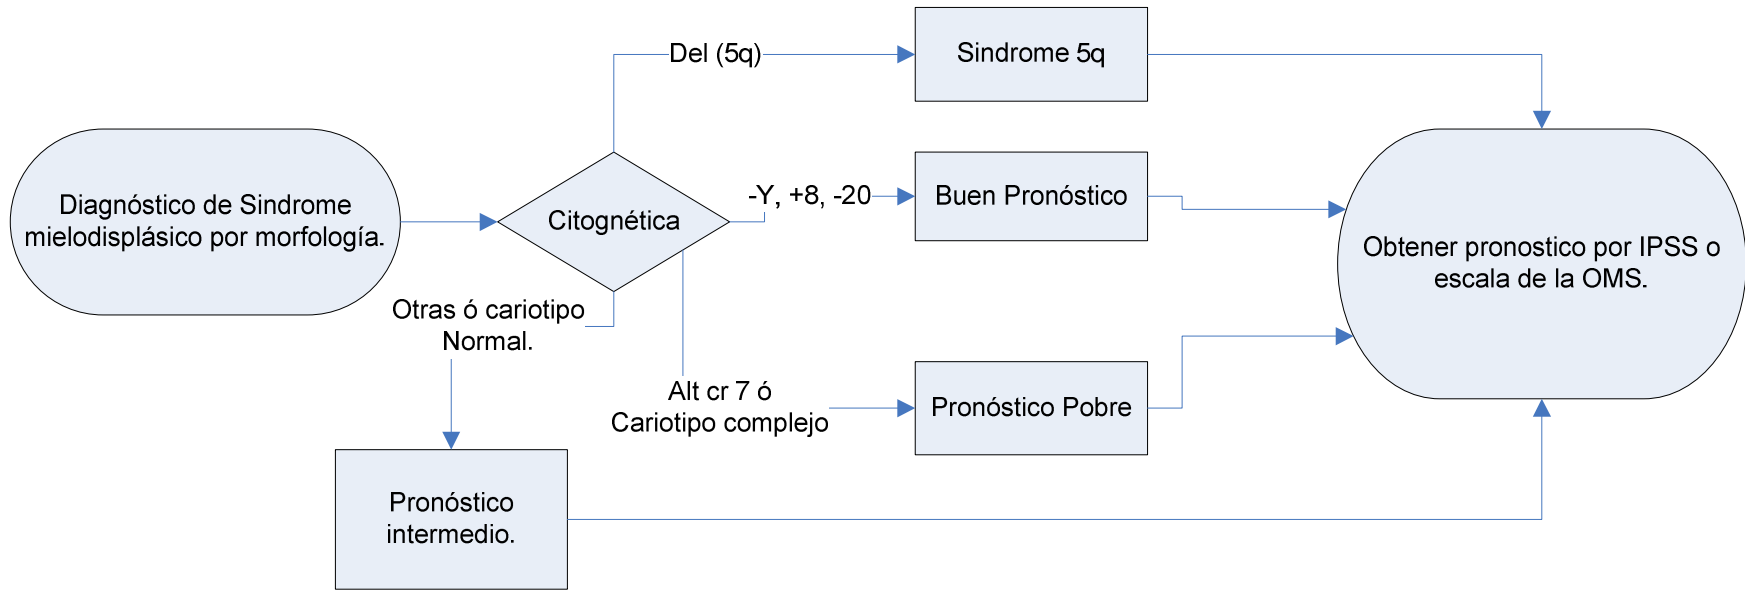 Del (5q)
Sindrome 5q
Diagnóstico de Sindrome
mielodisplásico por morfología.
Citognética
-Y, +8, -20
Buen Pronóstico
Obtener pronostico por IPSS o
escala de la OMS.
Otras ó cariotipo
Normal.
Alt cr 7 ó
Cariotipo complejo
Pronóstico Pobre
Pronóstico
intermedio.